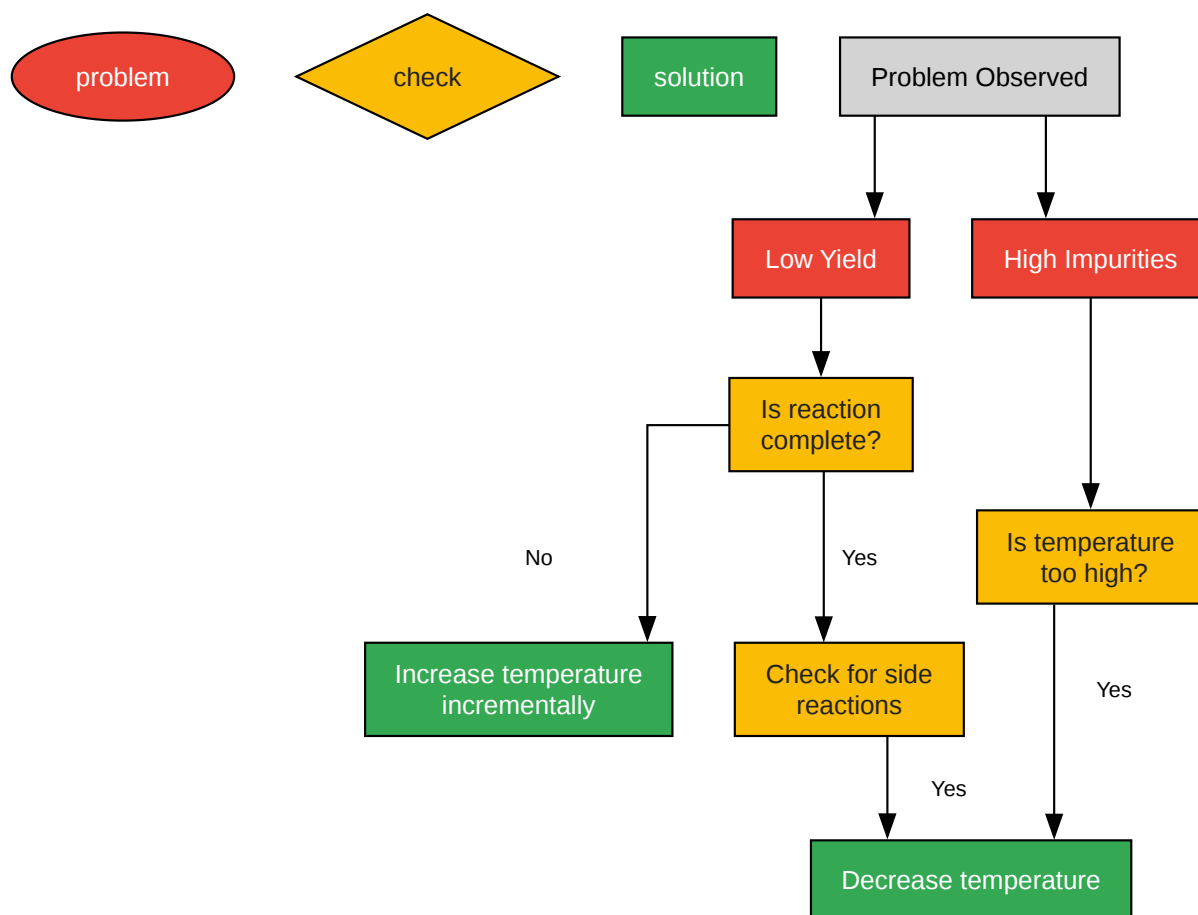 problem
check
solution
Problem Observed
Low Yield
High Impurities
Is reaction
complete?
Is temperature
too high?
No
Yes
Increase temperature
incrementally
Check for side
reactions
Yes
Yes
Decrease temperature